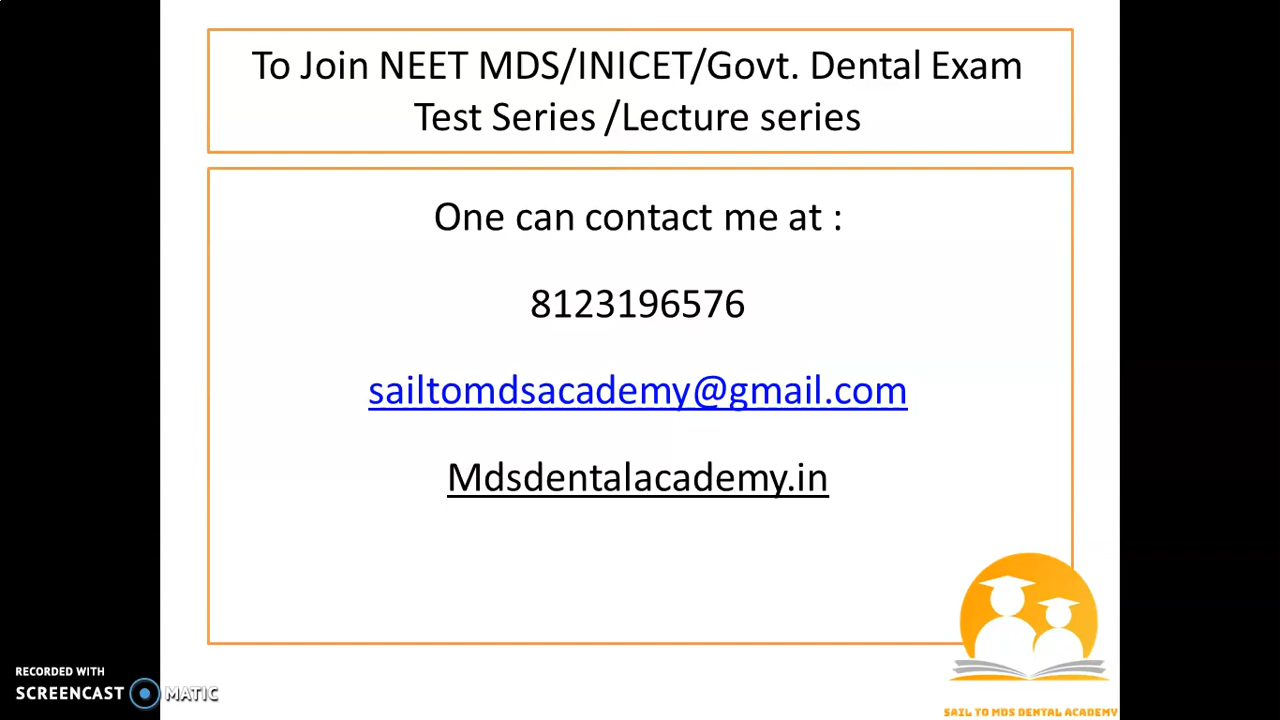 To Join NEET MDS/INICET/Govt. Dental Exam
Test Series /Lecture series
One can contact me at :
8123196576
sailtomdsacademy@gmail.com
Mdsdentalacademy.in
RECORDED WITH
SCREENCAST MATIC
SAIL TO MDS DENTAL ACADEMY